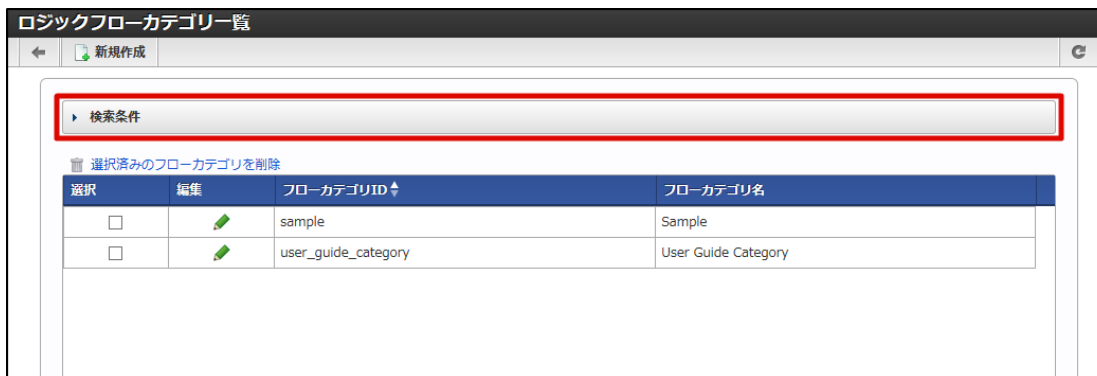 ロジックフローカテゴリ一覧
新規作成
検索条件
選択済みのフローカテゴリを削除
選択 編集 フローカテゴリID フローカテゴリ名
sample Sample
user_guide_category User Guide Category